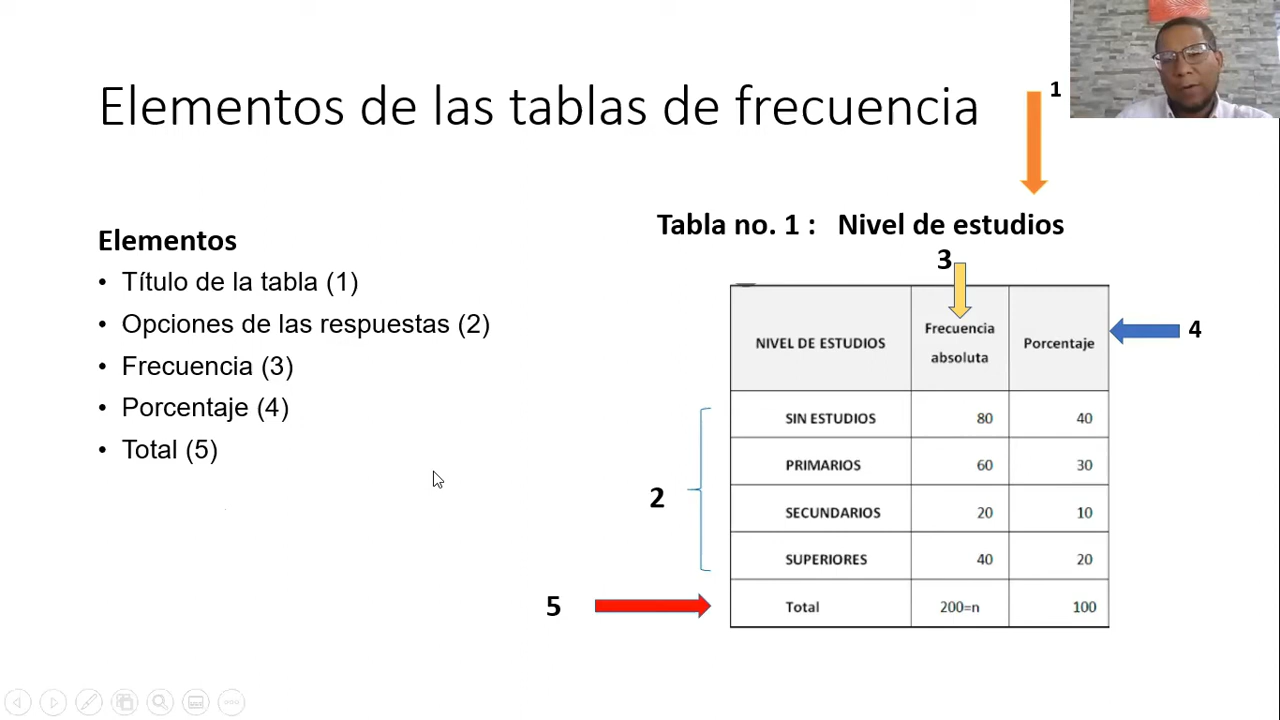 Elementos de las tablas de frecuencia
1
Elementos
• Título de la tabla (1)
• Opciones de las respuestas (2)
• Frecuencia (3)
• Porcentaje (4)
• Total (5)
Tabla no. 1 : Nivel de estudios
3
4
NIVEL DE ESTUDIOS Frecuencia absoluta Porcentaje
SIN ESTUDIOS 80 40
PRIMARIOS 60 30
2
SECUNDARIOS 20 10
SUPERIORES 40 20
5
Total 200=n 100